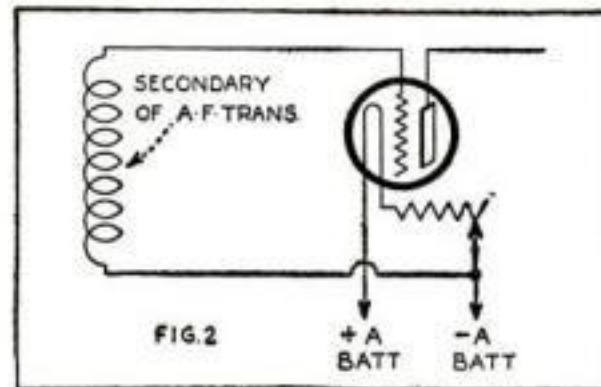 SECONDARY
OF A·F·TRANS.
FIG. 2
+ A
BATT
- A
BATT